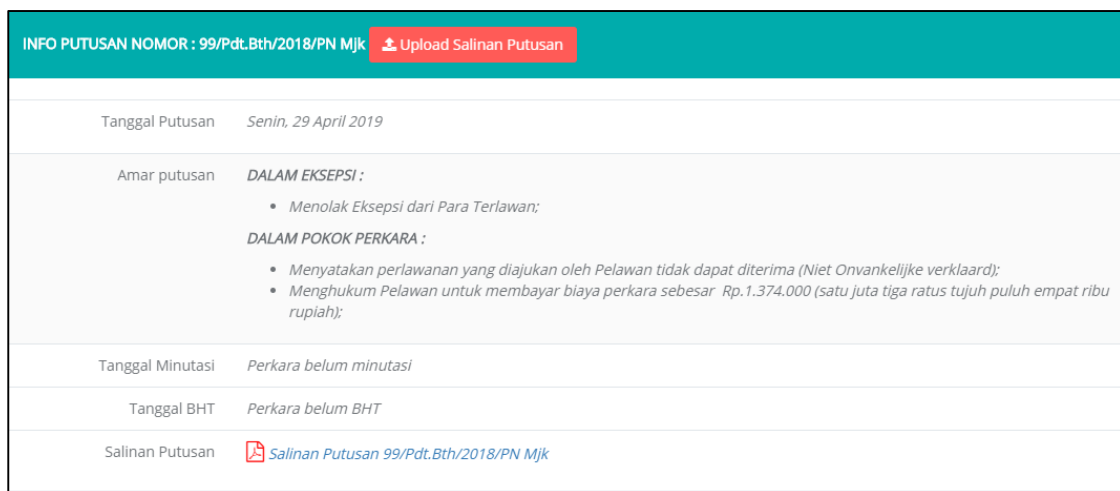 INFO PUTUSAN NOMOR : 99/Pdt.Bth/2018/PN Mjk Upload Salinan Putusan
Tanggal Putusan Senin, 29 April 2019
Amar putusan DALAM EKSEPSI :
• Menolak Eksepsi dari Para Terlawan;
DALAM POKOK PERKARA :
• Menyatakan perlawanan yang diajukan oleh Pelawan tidak dapat diterima (Niet Onvankelijke verklaard);
• Menghukum Pelawan untuk membayar biaya perkara sebesar Rp.1.374.000 (satu juta tiga ratus tujuh puluh empat ribu
rupiah);
Tanggal Minutasi Perkara belum minutasi
Tanggal BHT Perkara belum BHT
Salinan Putusan Salinan Putusan 99/Pdt.Bth/2018/PN Mjk